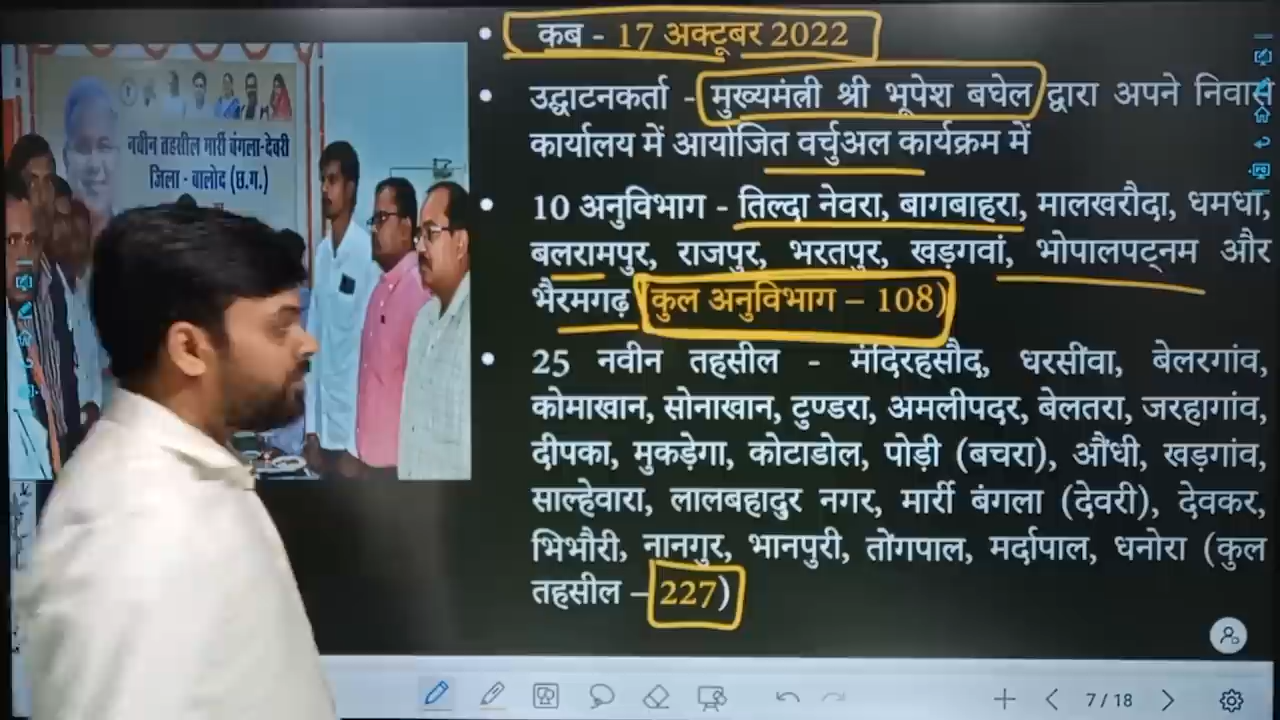 नवीन तहसील मार्री बंगला-देवरी
जिला - बालोद (छ.ग.)
कब - 17 अक्टूबर 2022
उद्घाटनकर्ता - मुख्यमंत्री श्री भूपेश बघेल द्वारा अपने निवास
कार्यालय में आयोजित वर्चुअल कार्यक्रम में
10 अनुविभाग - तिल्दा नेवरा, बागबाहरा, मालखरौदा, धमधा,
बलरामपुर, राजपुर, भरतपुर, खड़गवां, भोपालपट्नम और
भैरमगढ़ (कुल अनुविभाग – 108)
25 नवीन तहसील - मंदिरहसौद, धरसींवा, बेलरगांव,
कोमाखान, सोनाखान, टुण्डरा, अमलीपदर, बेलतरा, जरहागांव,
दीपका, मुकड़ेगा, कोटाडोल, पोड़ी (बचरा), औंधी, खड़गांव,
साल्हेवारा, लालबहादुर नगर, मार्री बंगला (देवरी), देवकर,
भिभौरी, नानगुर, भानपुरी, तोंगपाल, मर्दापाल, धनोरा (कुल
तहसील – 227)
7 / 18